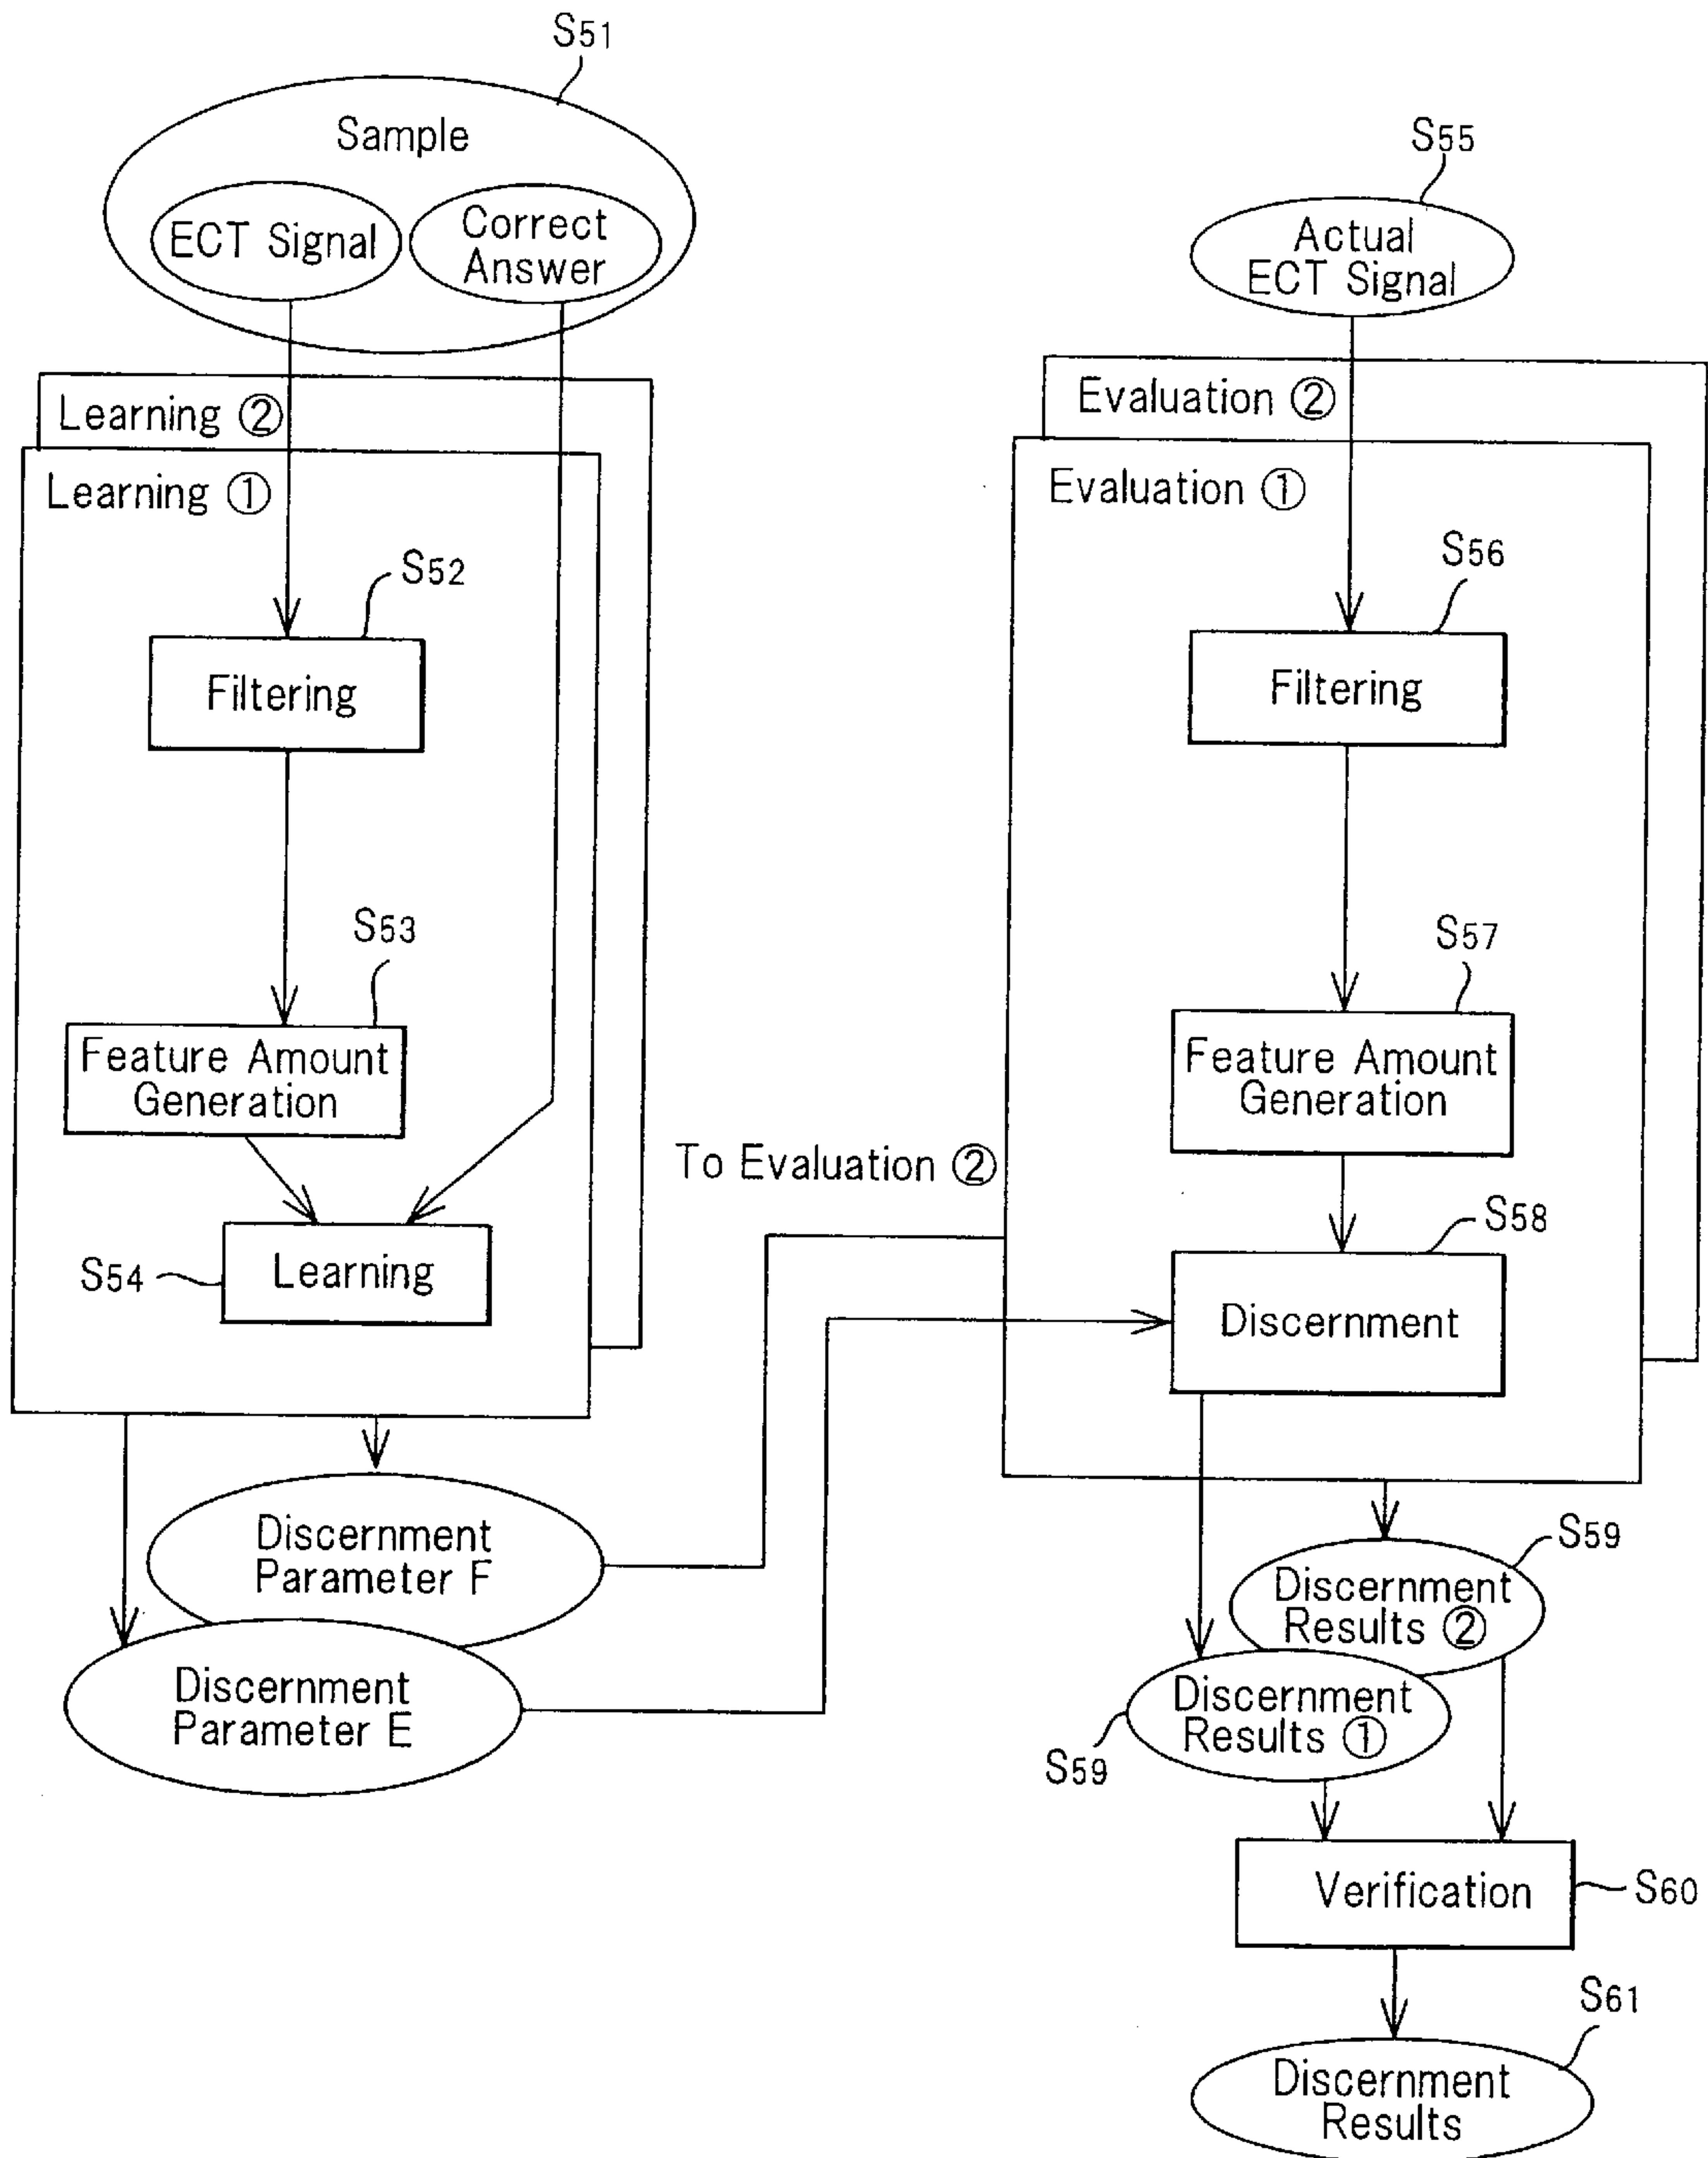 S51
Sample
ECT Signal
Correct
Answer
Learning ②
Learning ①
S52
Filtering
S53
Feature Amount
Generation
S54
Learning
Discernment
Parameter F
Discernment
Parameter E
To Evaluation ②
S55
Actual
ECT Signal
Evaluation ②
Evaluation ①
S56
Filtering
S57
Feature Amount
Generation
S58
Discernment
S59
Discernment
Results ②
Discernment
Results ①
S59
Verification
S60
S61
Discernment
Results